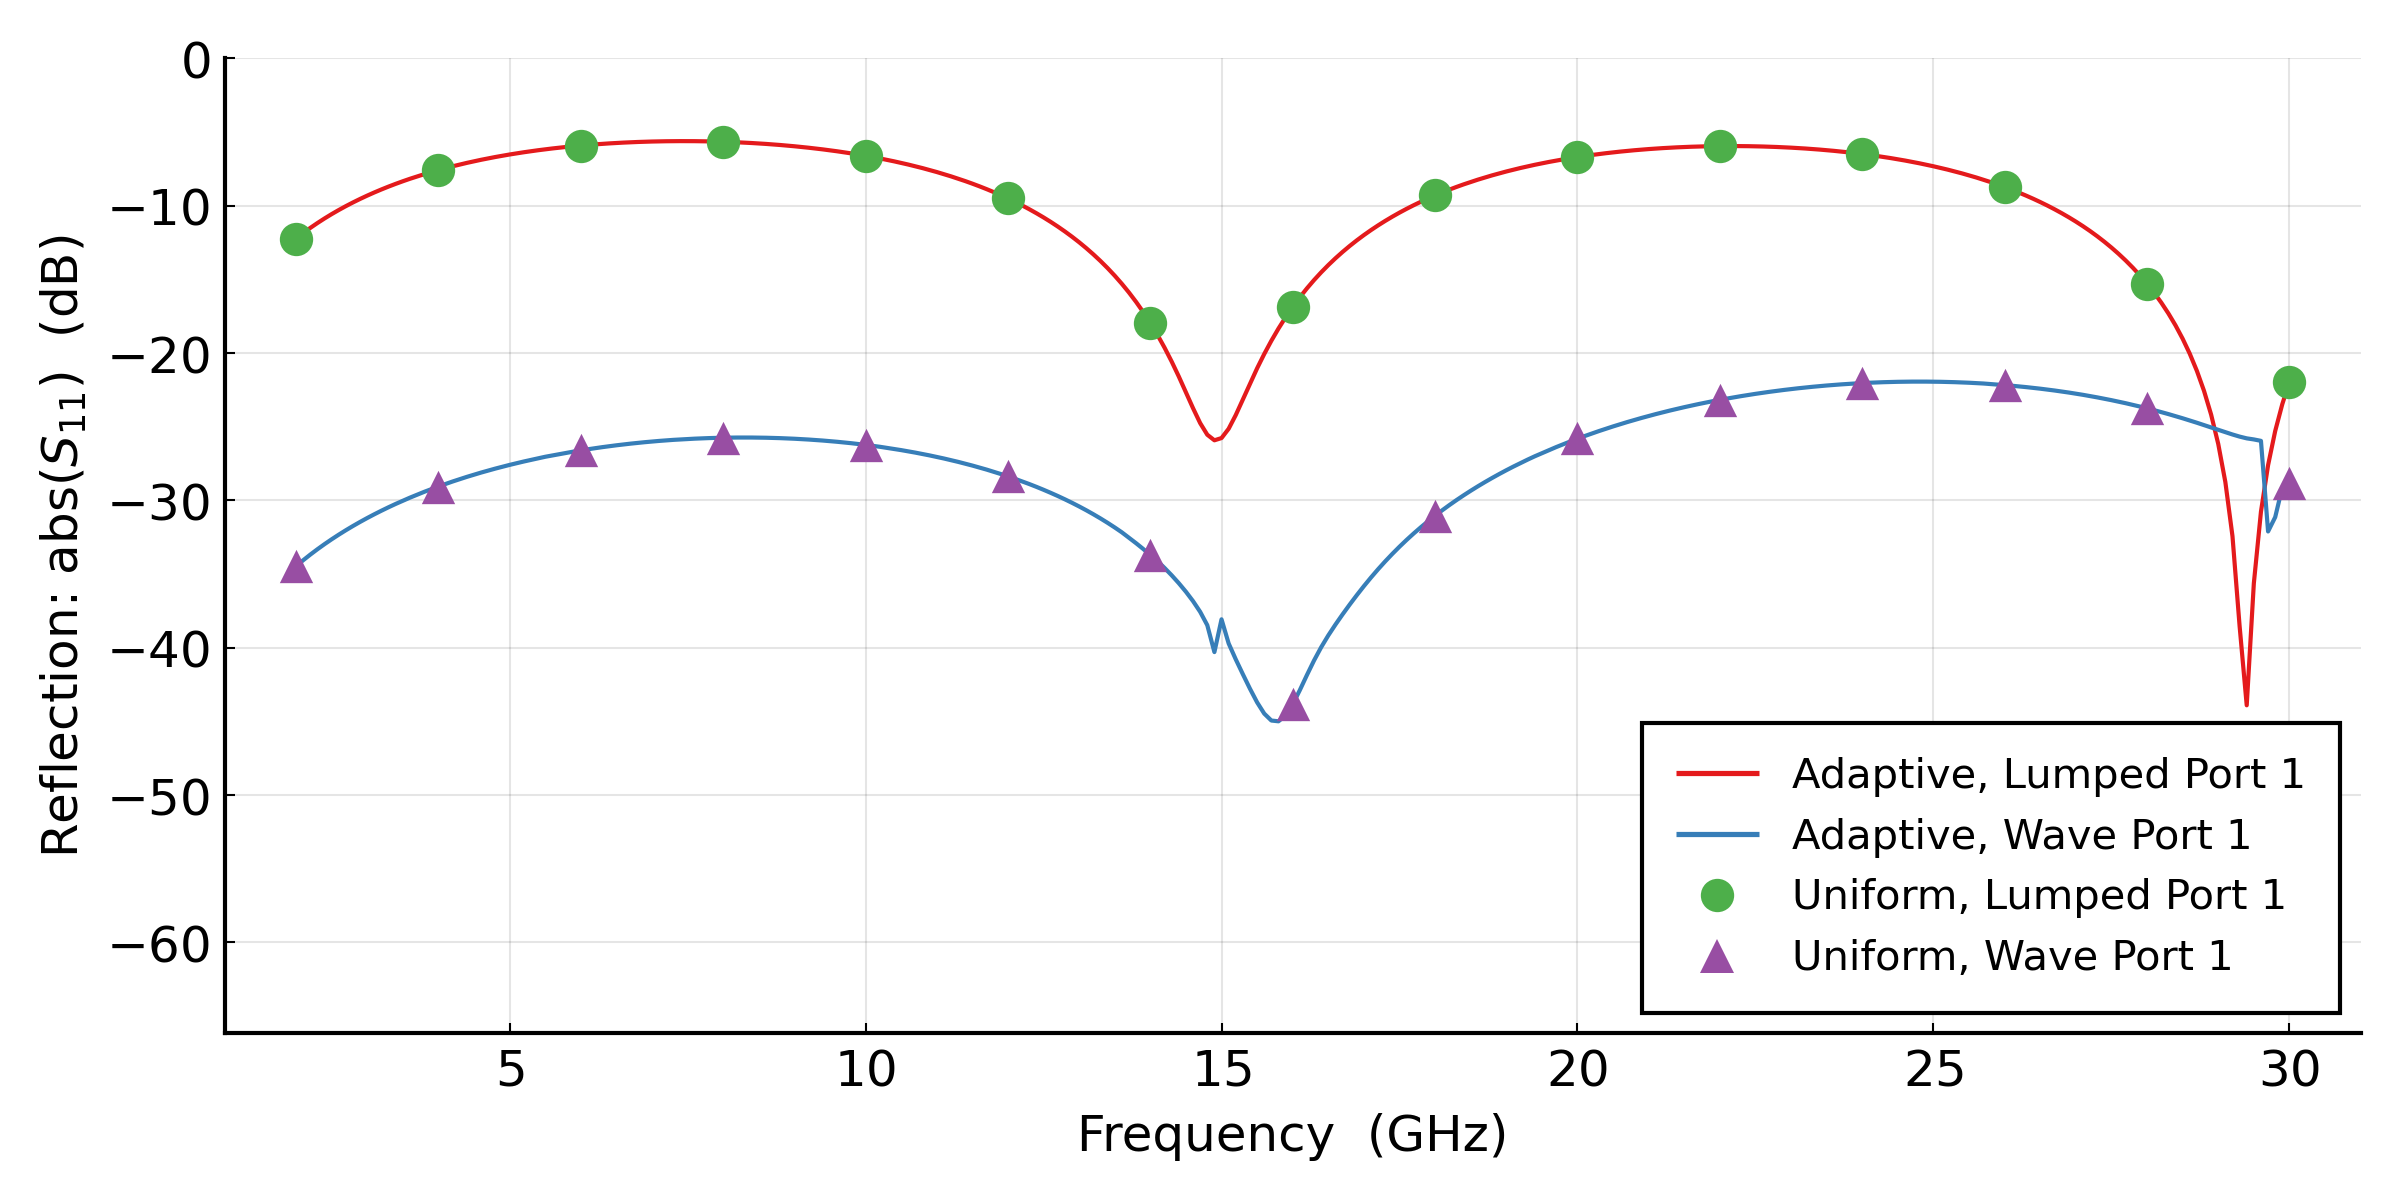 0
−10
−20
−30
−40
−50
−60
Reflection: abs(S₁₁) (dB)
Adaptive, Lumped Port 1
Adaptive, Wave Port 1
Uniform, Lumped Port 1
Uniform, Wave Port 1
5 10 15 20 25 30
Frequency (GHz)